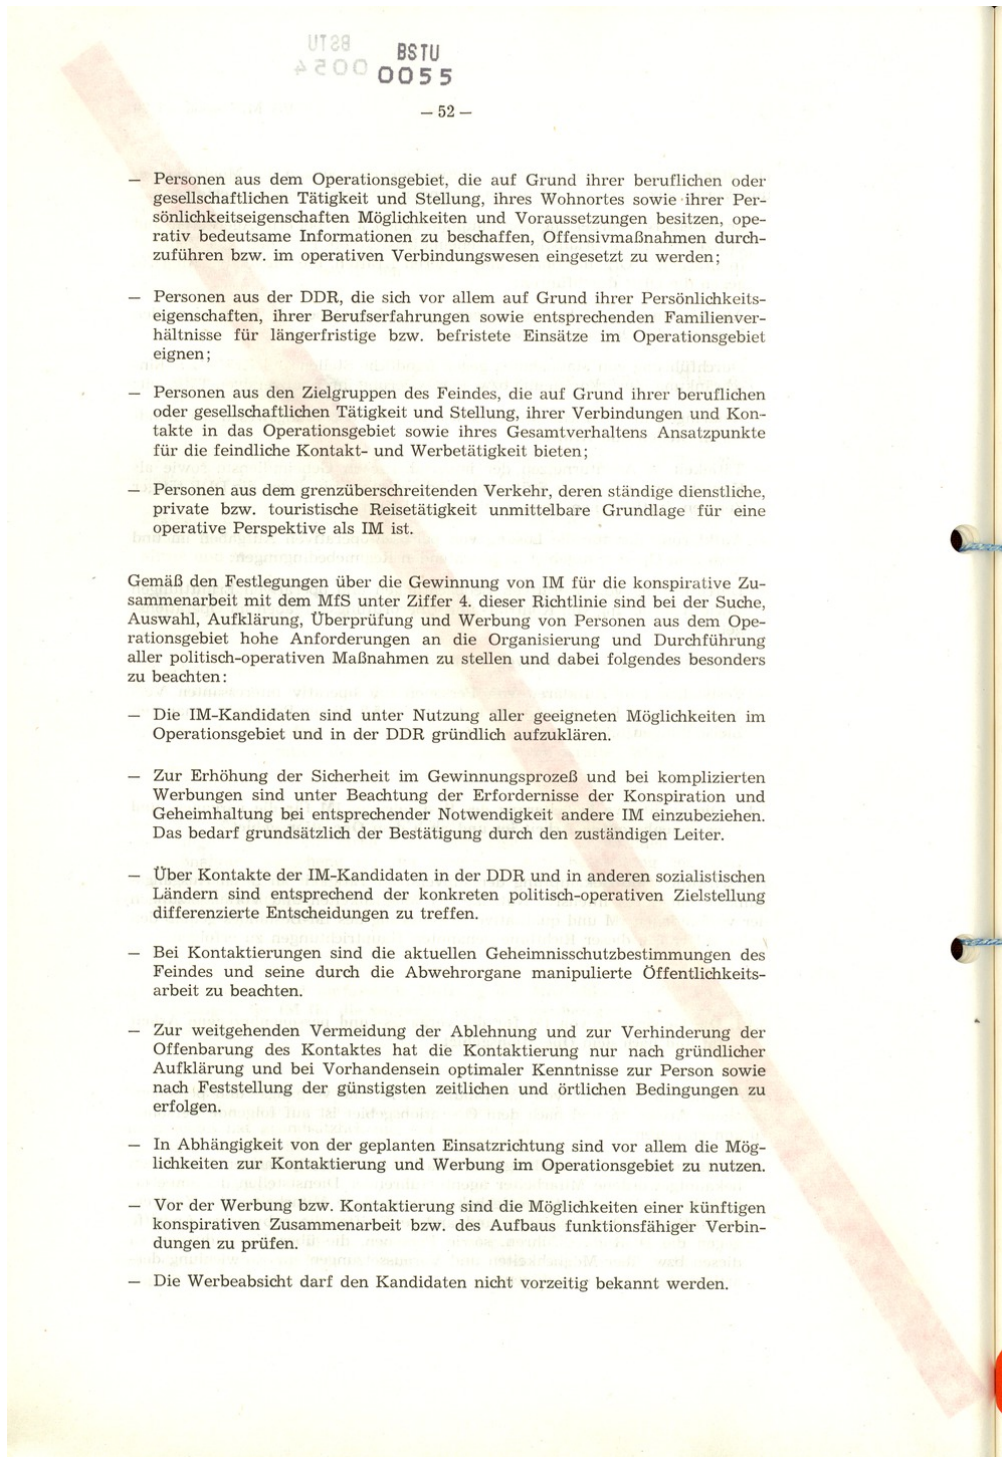 BSTU
0054
BSTU
0055
— 52 —
— Personen aus dem Operationsgebiet, die auf Grund ihrer beruflichen oder
gesellschaftlichen Tätigkeit und Stellung, ihres Wohnortes sowie ihrer Per-
sönlichkeitseigenschaften Möglichkeiten und Voraussetzungen besitzen, ope-
rativ bedeutsame Informationen zu beschaffen, Offensivmaßnahmen durch-
zuführen bzw. im operativen Verbindungswesen eingesetzt zu werden;
— Personen aus der DDR, die sich vor allem auf Grund ihrer Persönlichkeits-
eigenschaften, ihrer Berufserfahrungen sowie entsprechenden Familienver-
hältnisse für längerfristige bzw. befristete Einsätze im Operationsgebiet
eignen;
— Personen aus den Zielgruppen des Feindes, die auf Grund ihrer beruflichen
oder gesellschaftlichen Tätigkeit und Stellung, ihrer Verbindungen und Kon-
takte in das Operationsgebiet sowie ihres Gesamtverhaltens Ansatzpunkte
für die feindliche Kontakt- und Werbetätigkeit bieten;
— Personen aus dem grenzüberschreitenden Verkehr, deren ständige dienstliche,
private bzw. touristische Reisetätigkeit unmittelbare Grundlage für eine
operative Perspektive als IM ist.
Gemäß den Festlegungen über die Gewinnung von IM für die konspirative Zu-
sammenarbeit mit dem MfS unter Ziffer 4. dieser Richtlinie sind bei der Suche,
Auswahl, Aufklärung, Überprüfung und Werbung von Personen aus dem Ope-
rationsgebiet hohe Anforderungen an die Organisierung und Durchführung
aller politisch-operativen Maßnahmen zu stellen und dabei folgendes besonders
zu beachten:
— Die IM-Kandidaten sind unter Nutzung aller geeigneten Möglichkeiten im
Operationsgebiet und in der DDR gründlich aufzuklären.
— Zur Erhöhung der Sicherheit im Gewinnungsprozeß und bei komplizierten
Werbungen sind unter Beachtung der Erfordernisse der Konspiration und
Geheimhaltung bei entsprechender Notwendigkeit andere IM einzubeziehen.
Das bedarf grundsätzlich der Bestätigung durch den zuständigen Leiter.
— Über Kontakte der IM-Kandidaten in der DDR und in anderen sozialistischen
Ländern sind entsprechend der konkreten politisch-operativen Zielstellung
differenzierte Entscheidungen zu treffen.
— Bei Kontaktierungen sind die aktuellen Geheimnisschutzbestimmungen des
Feindes und seine durch die Abwehrorgane manipulierte Öffentlichkeits-
arbeit zu beachten.
— Zur weitgehenden Vermeidung der Ablehnung und zur Verhinderung der
Offenbarung des Kontaktes hat die Kontaktierung nur nach gründlicher
Aufklärung und bei Vorhandensein optimaler Kenntnisse zur Person sowie
nach Feststellung der günstigsten zeitlichen und örtlichen Bedingungen zu
erfolgen.
— In Abhängigkeit von der geplanten Einsatzrichtung sind vor allem die Mög-
lichkeiten zur Kontaktierung und Werbung im Operationsgebiet zu nutzen.
— Vor der Werbung bzw. Kontaktierung sind die Möglichkeiten einer künftigen
konspirativen Zusammenarbeit bzw. des Aufbaus funktionsfähiger Verbin-
dungen zu prüfen.
— Die Werbeabsicht darf den Kandidaten nicht vorzeitig bekannt werden.